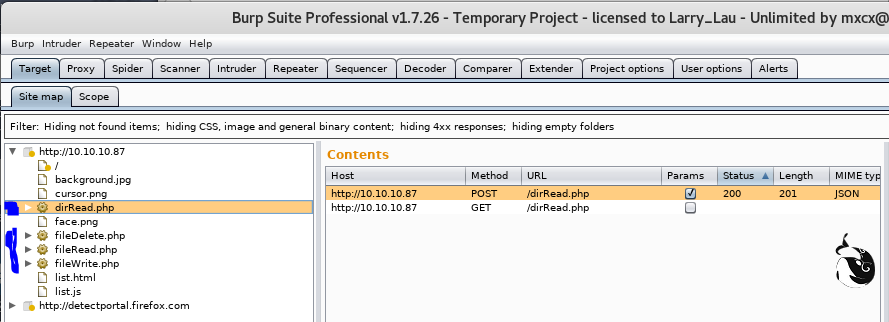 Burp Suite Professional v1.7.26 - Temporary Project - licensed to Larry_Lau - Unlimited by mxcx@
Burp Intruder Repeater Window Help
Target Proxy Spider Scanner Intruder Repeater Sequencer Decoder Comparer Extender Project options User options Alerts
Site map Scope
Filter: Hiding not found items; hiding CSS, image and general binary content; hiding 4xx responses; hiding empty folders
http://10.10.10.87
/
background.jpg
cursor.png
dirRead.php
face.png
fileDelete.php
fileRead.php
fileWrite.php
list.html
list.js
http://detectportal.firefox.com
Contents
Host Method URL Params Status Length MIME typ
http://10.10.10.87 POST /dirRead.php 200 201 JSON
http://10.10.10.87 GET /dirRead.php